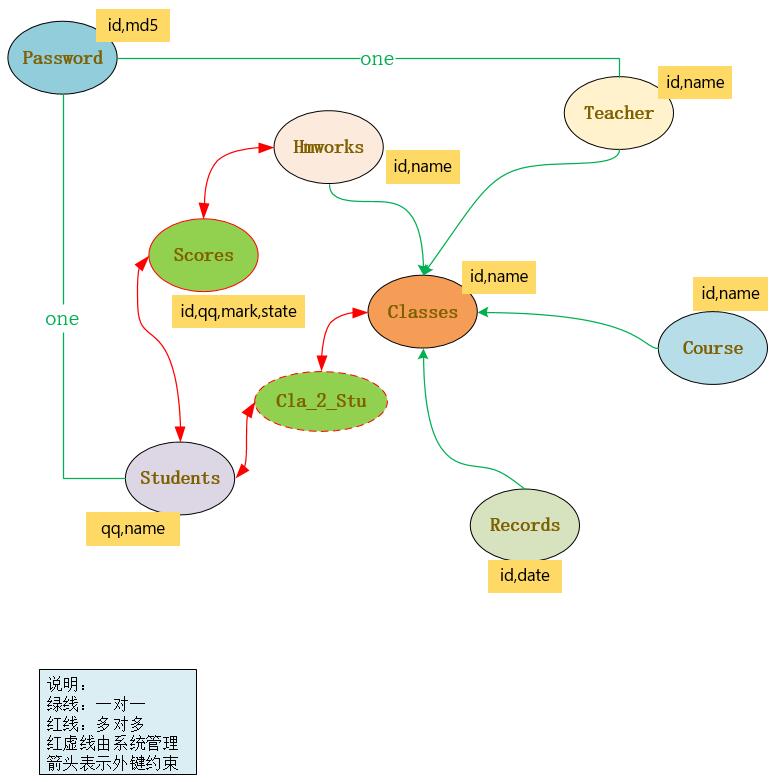 id,md5
Password
one
id,name
Teacher
Hmworks
id,name
Scores
id,name
id,qq,mark,state
Classes
id,name
one
Course
Cla_2_Stu
Students
qq,name
Records
id,date
说明：
绿线：一对一
红线：多对多
红虚线由系统管理
箭头表示外键约束